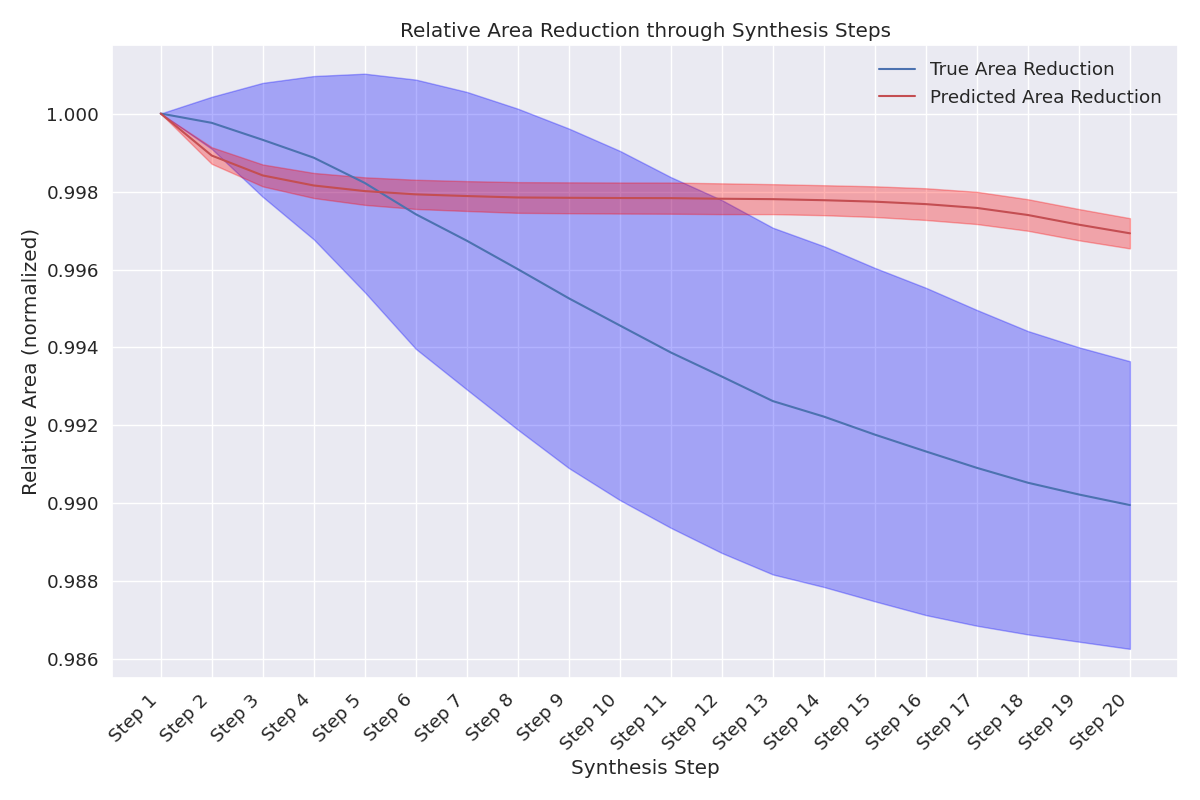 Relative Area Reduction through Synthesis Steps
True Area Reduction
Predicted Area Reduction
Relative Area (normalized)
1.000
0.998
0.996
0.994
0.992
0.990
0.988
0.986
Step 1
Step 2
Step 3
Step 4
Step 5
Step 6
Step 7
Step 8
Step 9
Step 10
Step 11
Step 12
Step 13
Step 14
Step 15
Step 16
Step 17
Step 18
Step 19
Step 20
Synthesis Step